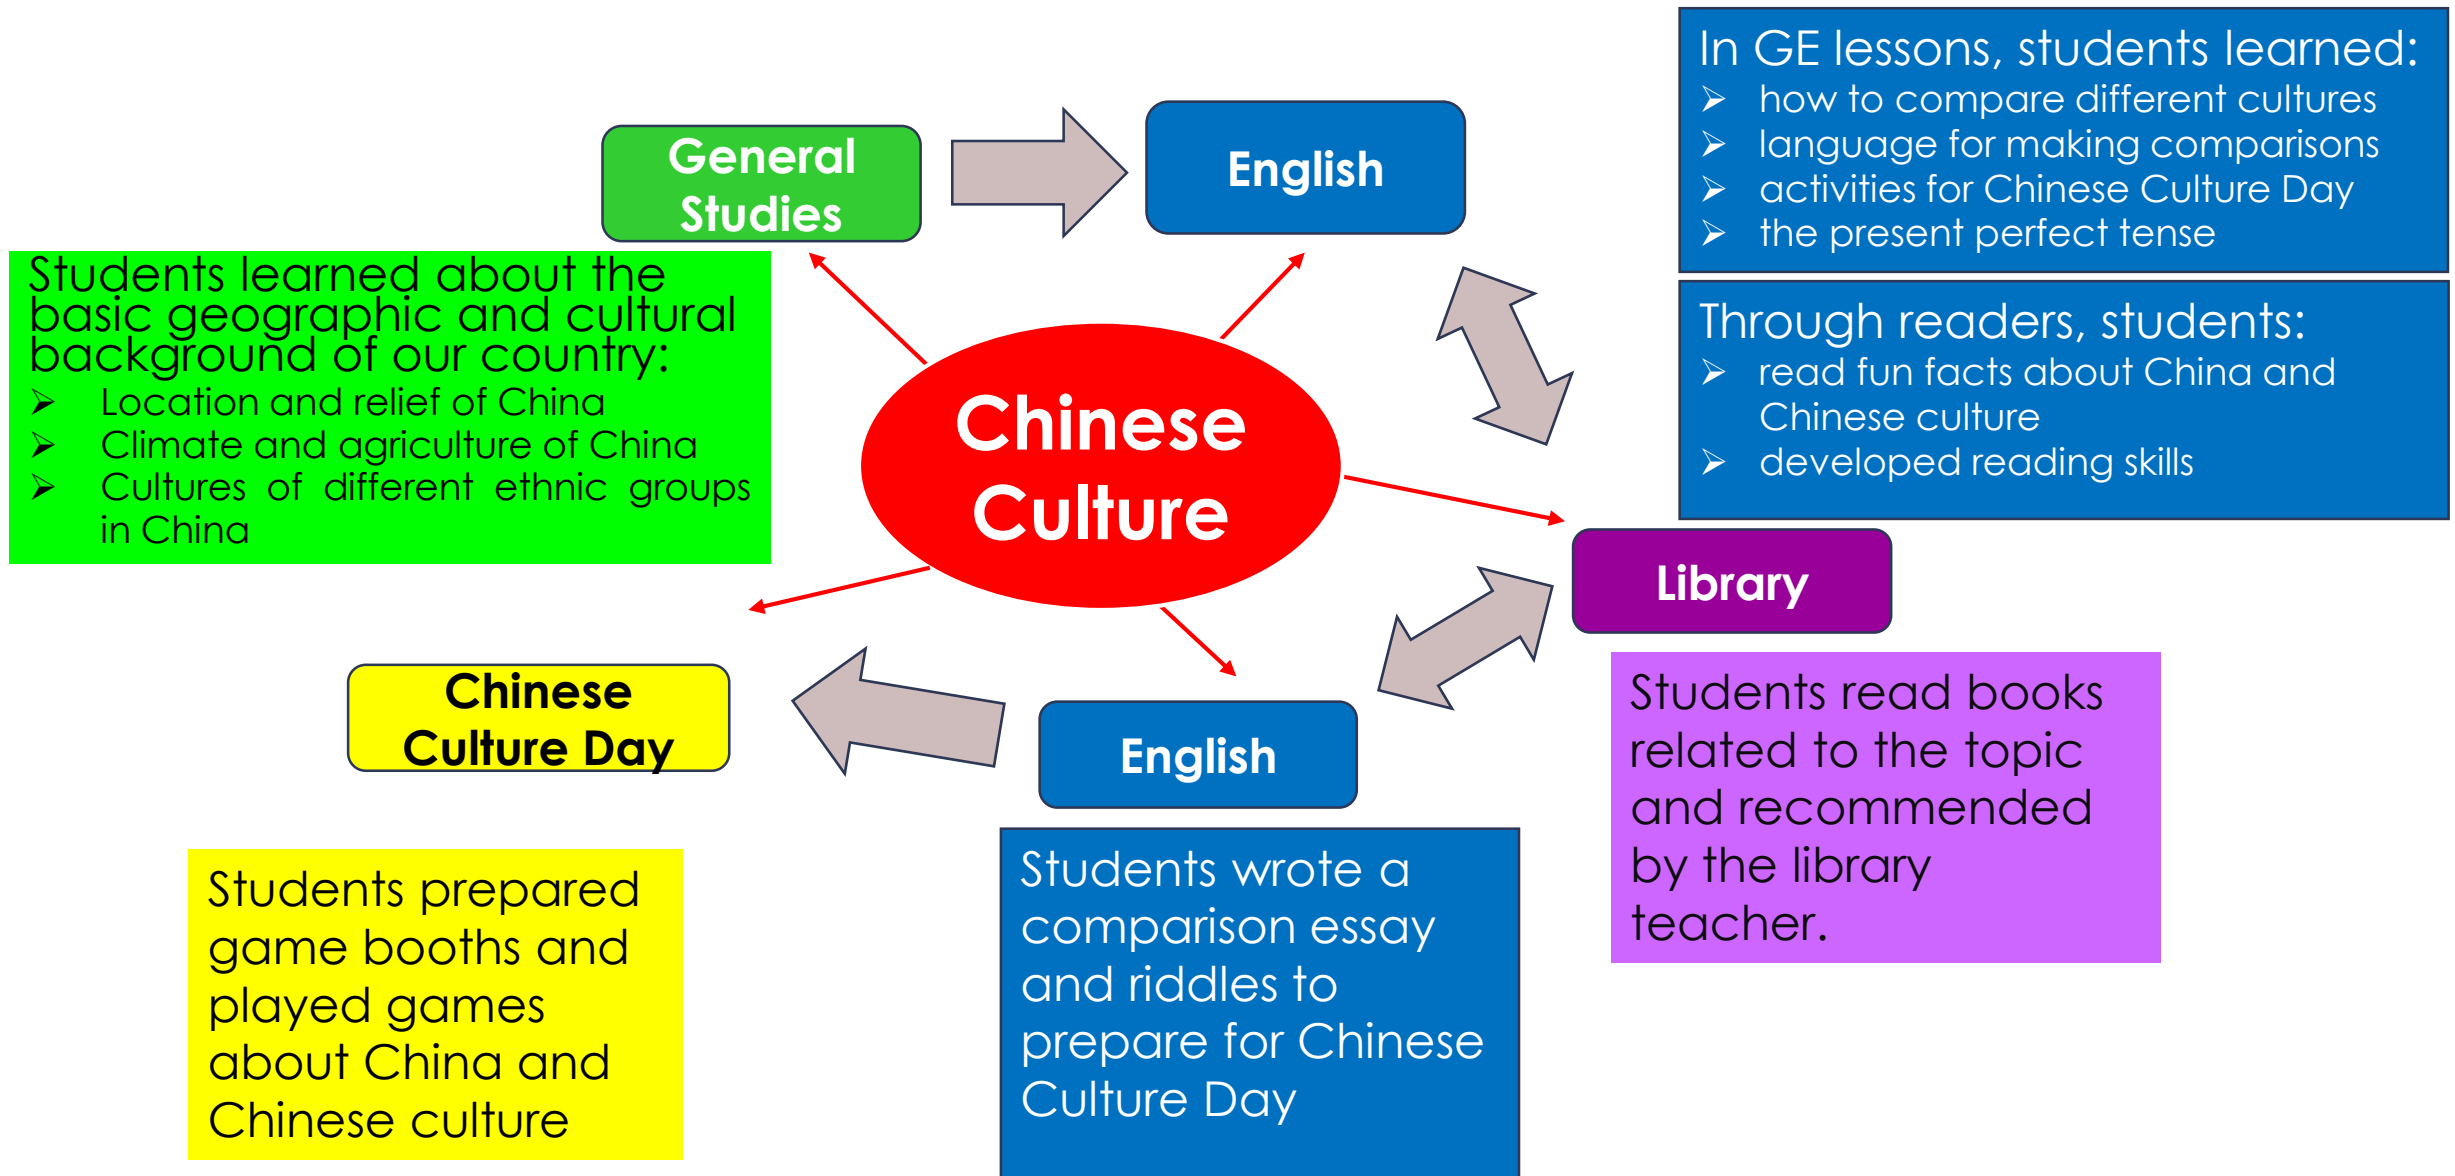 General
Studies
English
In GE lessons, students learned:
➢ how to compare different cultures
➢ language for making comparisons
➢ activities for Chinese Culture Day
➢ the present perfect tense
Students learned about the
basic geographic and cultural
background of our country:
➢ Location and relief of China
➢ Climate and agriculture of China
➢ Cultures of different ethnic groups
in China
Chinese
Culture
Through readers, students:
➢ read fun facts about China and
Chinese culture
➢ developed reading skills
Library
Students read books
related to the topic
and recommended
by the library
teacher.
Chinese
Culture Day
English
Students prepared
game booths and
played games
about China and
Chinese culture
Students wrote a
comparison essay
and riddles to
prepare for Chinese
Culture Day